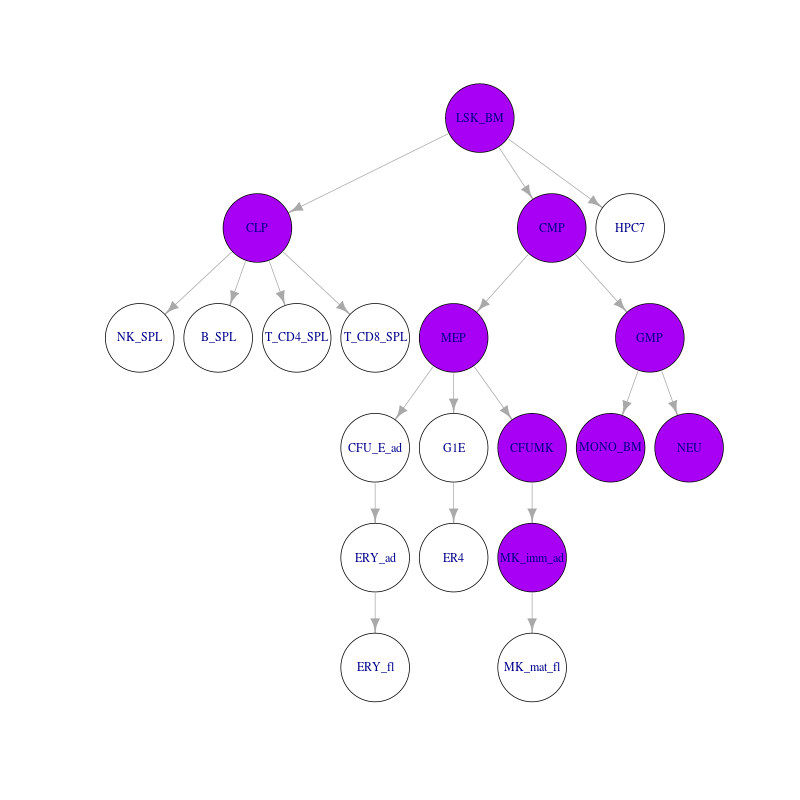 LSK_BM
CLP
CMP
HPC7
NK_SPL
B_SPL
T_CD4_SPL
T_CD8_SPL
MEP
GMP
CFU_E_ad
G1E
CFUMK
MONO_BM
NEU
ERY_ad
ER4
MK_imm_ad
ERY_fl
MK_mat_fl